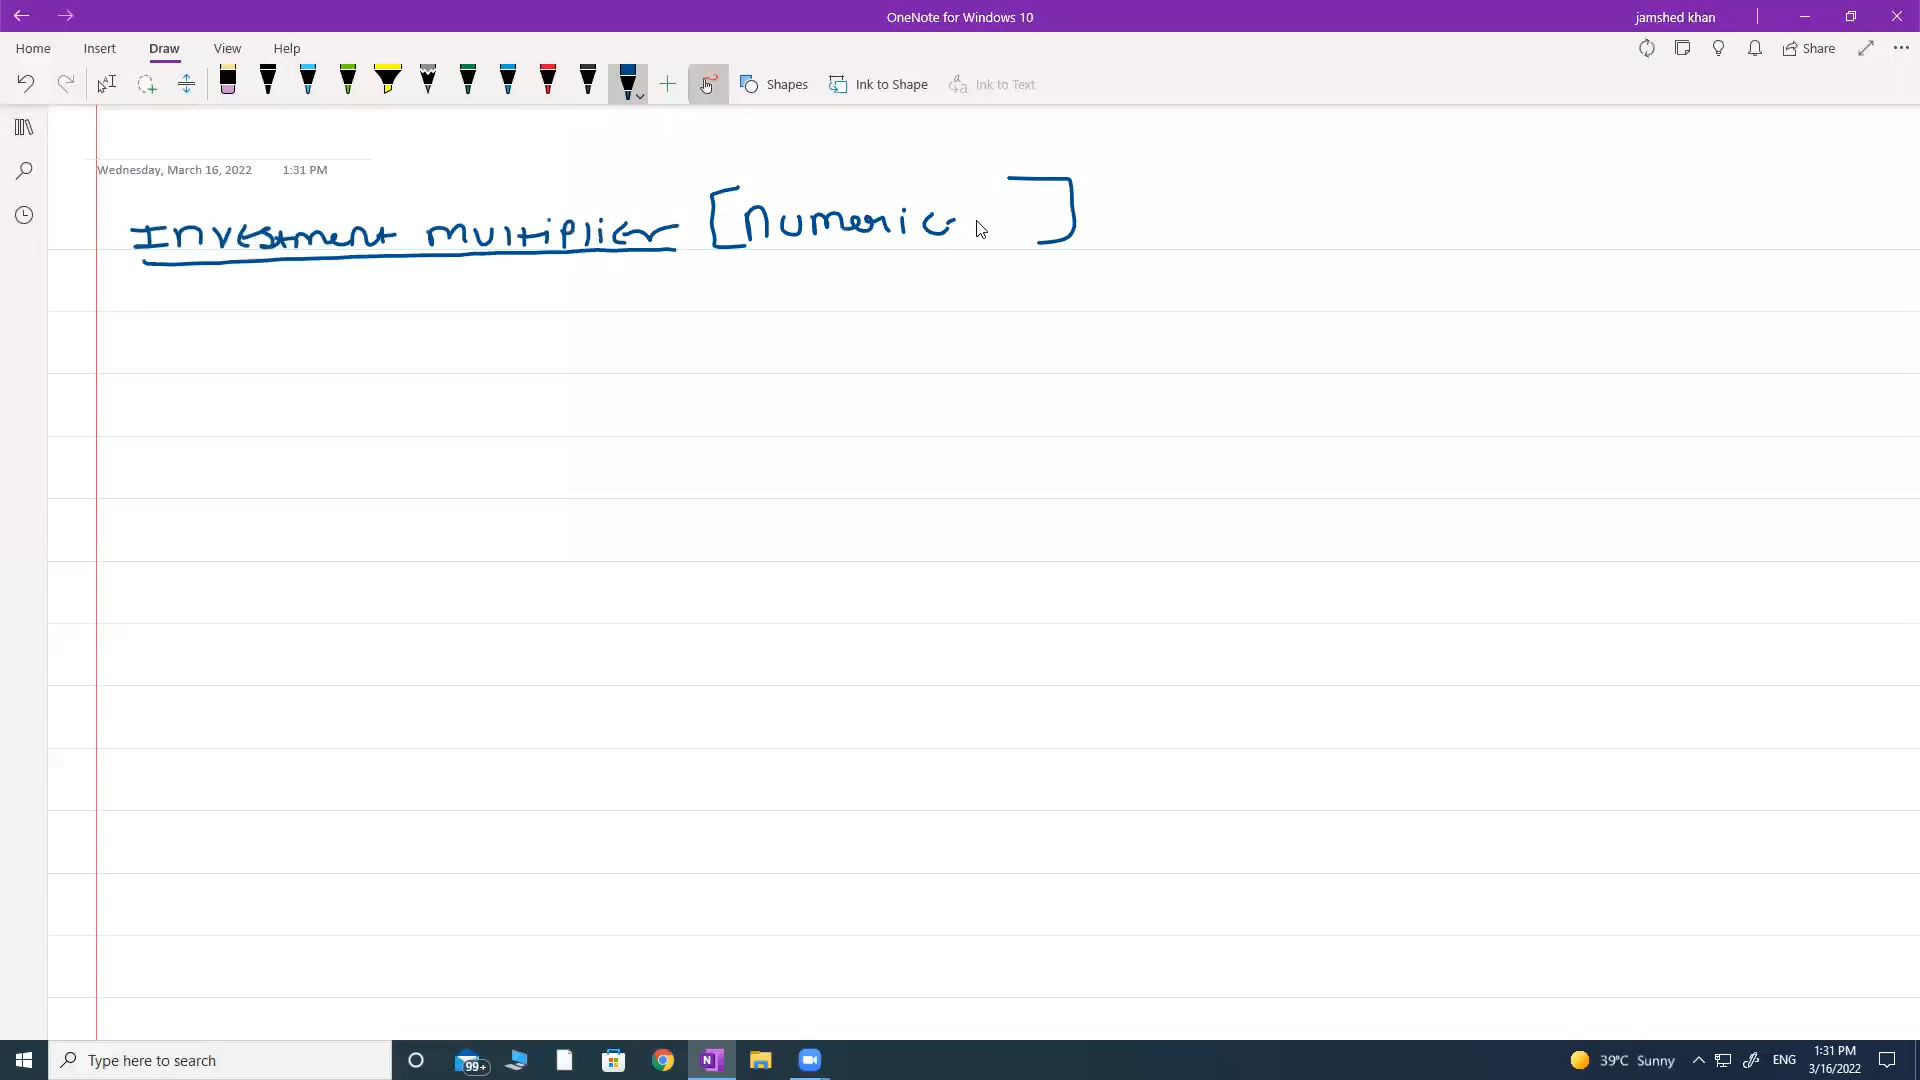 OneNote for Windows 10
jamshed khan
Home Insert Draw View Help
Share
Shapes Ink to Shape Ink to Text
Wednesday, March 16, 2022 1:31 PM
Investment multiplier [Numeric ]
Type here to search
99+
N
39°C Sunny
ENG
1:31 PM
3/16/2022